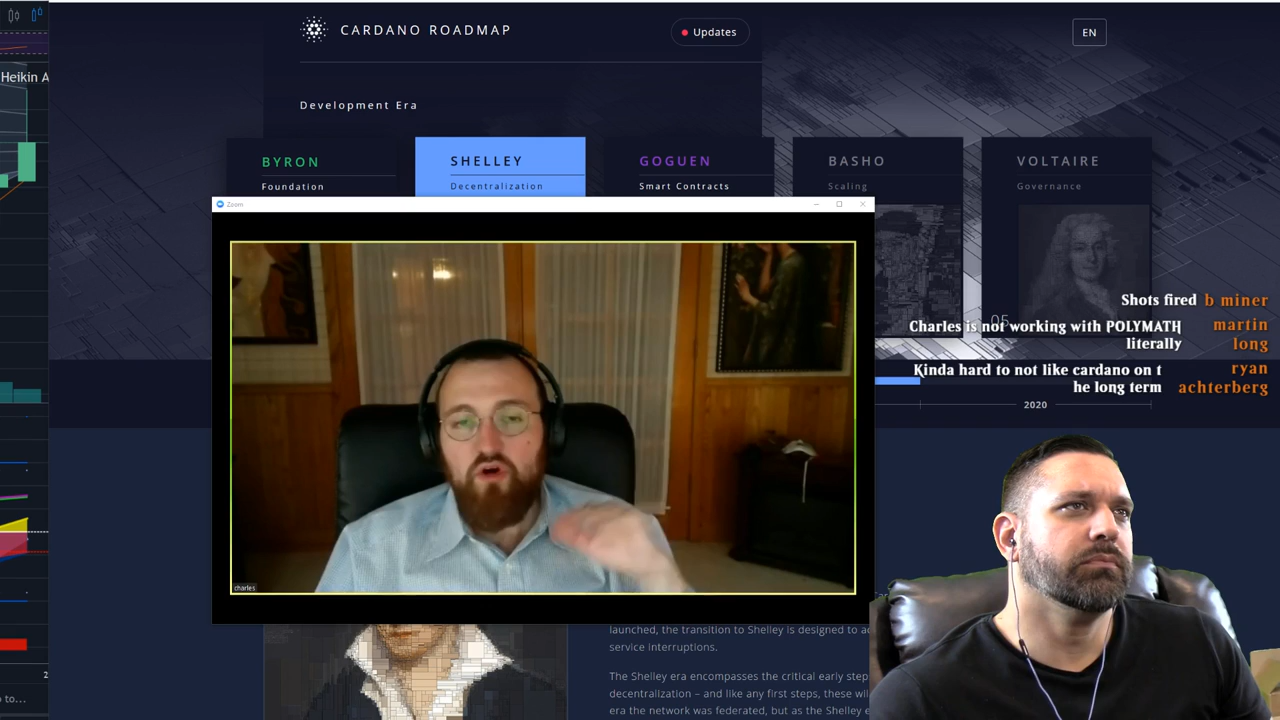 CARDANO ROADMAP
Updates
EN
Heikin A
Development Era
BYRON
Foundation
SHELLEY
Decentralization
GOGUEN
Smart Contracts
BASHO
Scaling
VOLTAIRE
Governance
Zoom
05
Shots fired b miner
Charles is not working with POLYMATH martin
literally long
Kinda hard to not like cardano on t ryan
he long term achterberg
2020
charles
launched, the transition to Shelley is designed to
service interruptions.
The Shelley era encompasses the critical early step
decentralization – and like any first steps, these
era the network was federated, but as the Shelley
2
to...